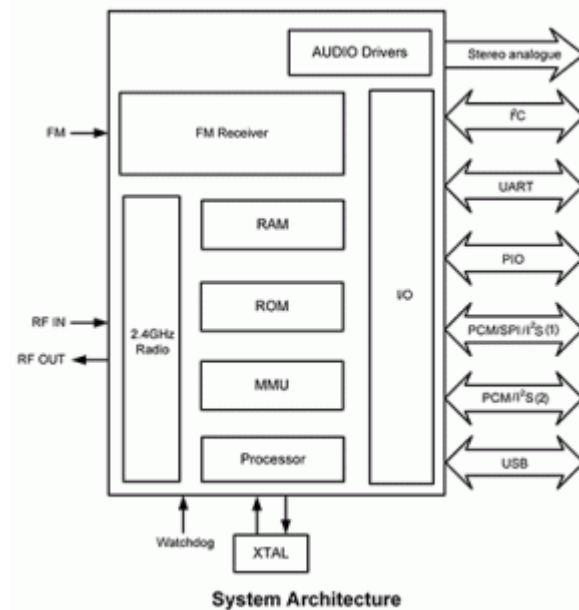 AUDIO Drivers
Stereo analogue
FM
FM Receiver
I²C
UART
RAM
PIO
ROM
I/O
RF IN
2.4GHz
Radio
PCM/SPI/I²S(1)
RF OUT
MMU
PCM/I²S(2)
Processor
USB
Watchdog
XTAL
System Architecture